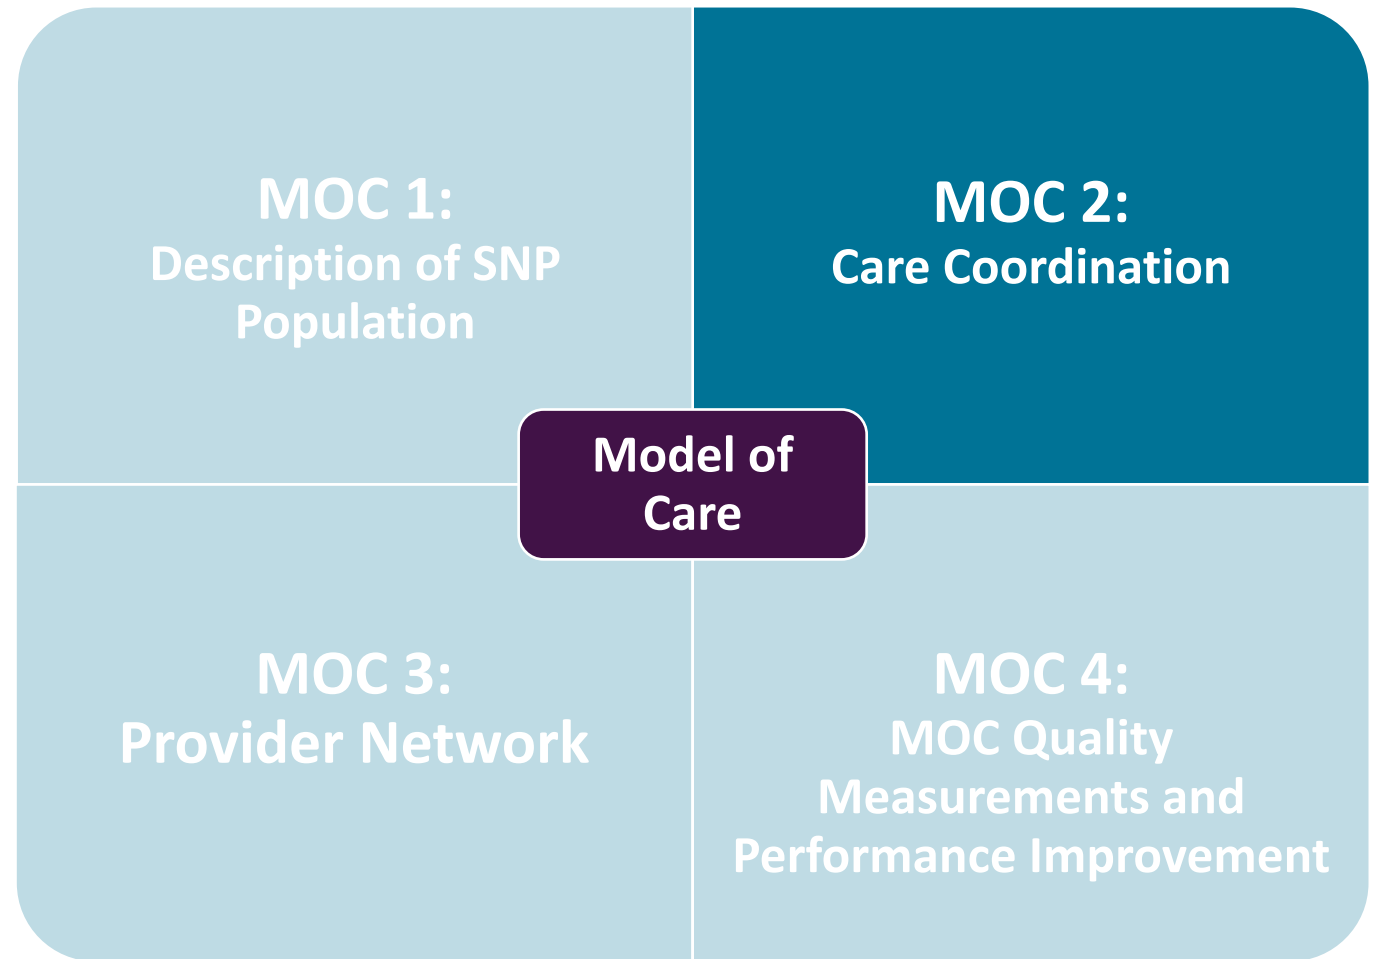 MOC 1:
Description of SNP
Population
MOC 2:
Care Coordination
Model of
Care
MOC 3:
Provider Network
MOC 4:
MOC Quality
Measurements and
Performance Improvement